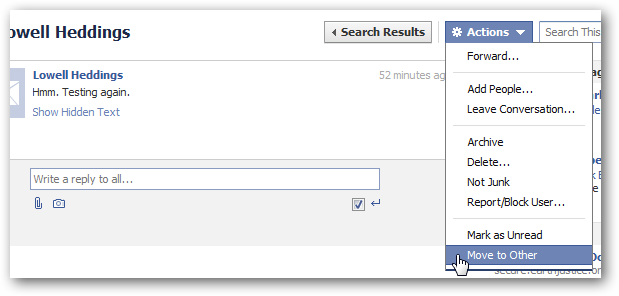 owell Heddings
Search Results
Actions
Search This
Lowell Heddings
52 minutes ag
Hmm. Testing again.
Show Hidden Text
Write a reply to all...
Forward...
Add People...
Leave Conversation...
Archive
Delete...
Not Junk
Report/Block User...
Mark as Unread
Move to Other
secure.earthjustice.or